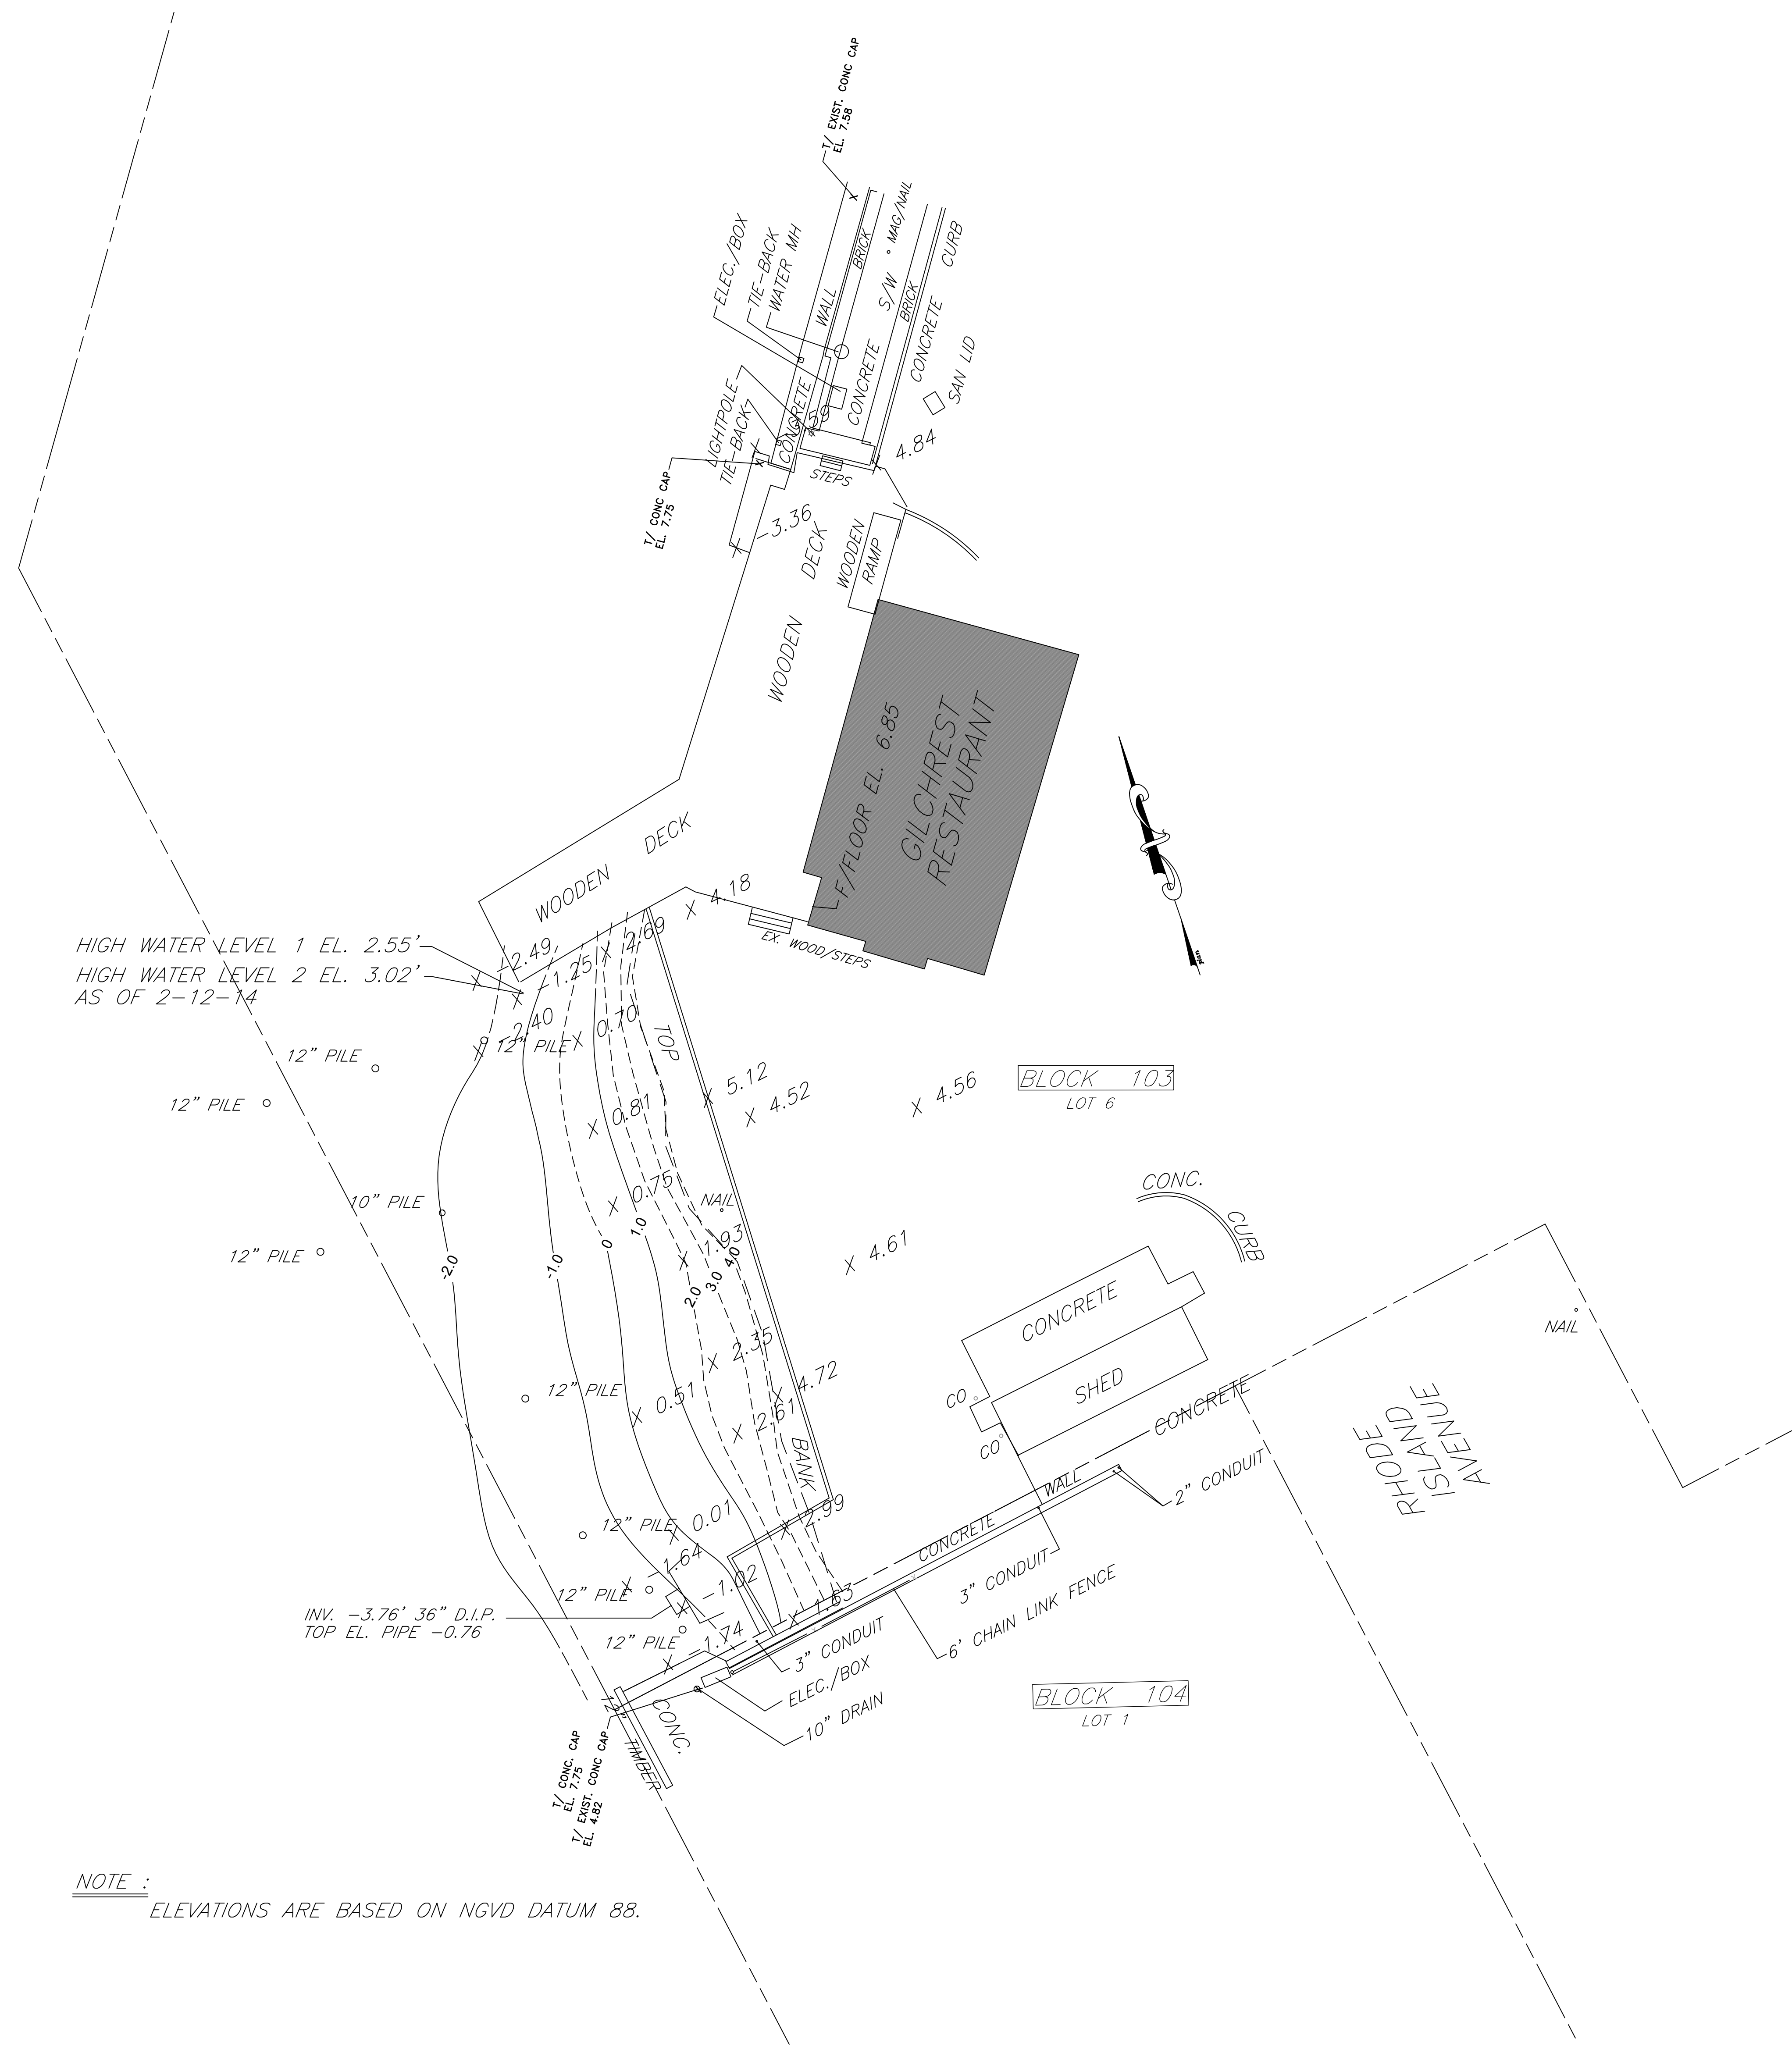 T/ EXIST. CONC CAP
EL. 7.58
ELEC./BOX
TIE-BACK
WATER MH
WALL
BRICK
S/W
MAG/NAIL
BRICK
CURB
CONCRETE
CONCRETE
CONCRETE
SAN LID
LIGHTPOLE
TIE-BACK
4.84
STEPS
T/ CONC CAP
EL. 7.75
-3.36
WOODEN DECK
WOODEN
RAMP
F/FLOOR EL. 6.85
GILCHREST
RESTAURANT
WOODEN DECK
4.18
EX. WOOD/STEPS
HIGH WATER LEVEL 1 EL. 2.55'
HIGH WATER LEVEL 2 EL. 3.02'
AS OF 2-12-14
-2.49
2.69
-1.25
-2.40
0.70
TOP
12" PILE
12" PILE
12" PILE
5.12
4.52
4.56
0.81
BLOCK 103
LOT 6
10" PILE
0.75
NAIL
CONC.
CURB
12" PILE
-2.0
-1.0
0
1.0
1.93
2.0
3.0
4.0
4.61
CONCRETE
SHED
NAIL
2.35
4.72
12" PILE
0.51
2.61
BANK
CO
CO
CONCRETE
WALL
2" CONDUIT
RHODE
ISLAND
AVENUE
12" PILE
0.01
2.99
CONCRETE
-1.64
-1.02
12" PILE
1.63
3" CONDUIT
6' CHAIN LINK FENCE
INV. -3.76' 36" D.I.P.
TOP EL. PIPE -0.76
12" PILE
-1.74
3" CONDUIT
ELEC./BOX
10" DRAIN
BLOCK 104
LOT 1
12" TIMBER
CONC.
T/ CONC. CAP
EL. 7.75
T/ EXIST. CONC CAP
EL. 4.82
NOTE :
ELEVATIONS ARE BASED ON NGVD DATUM 88.